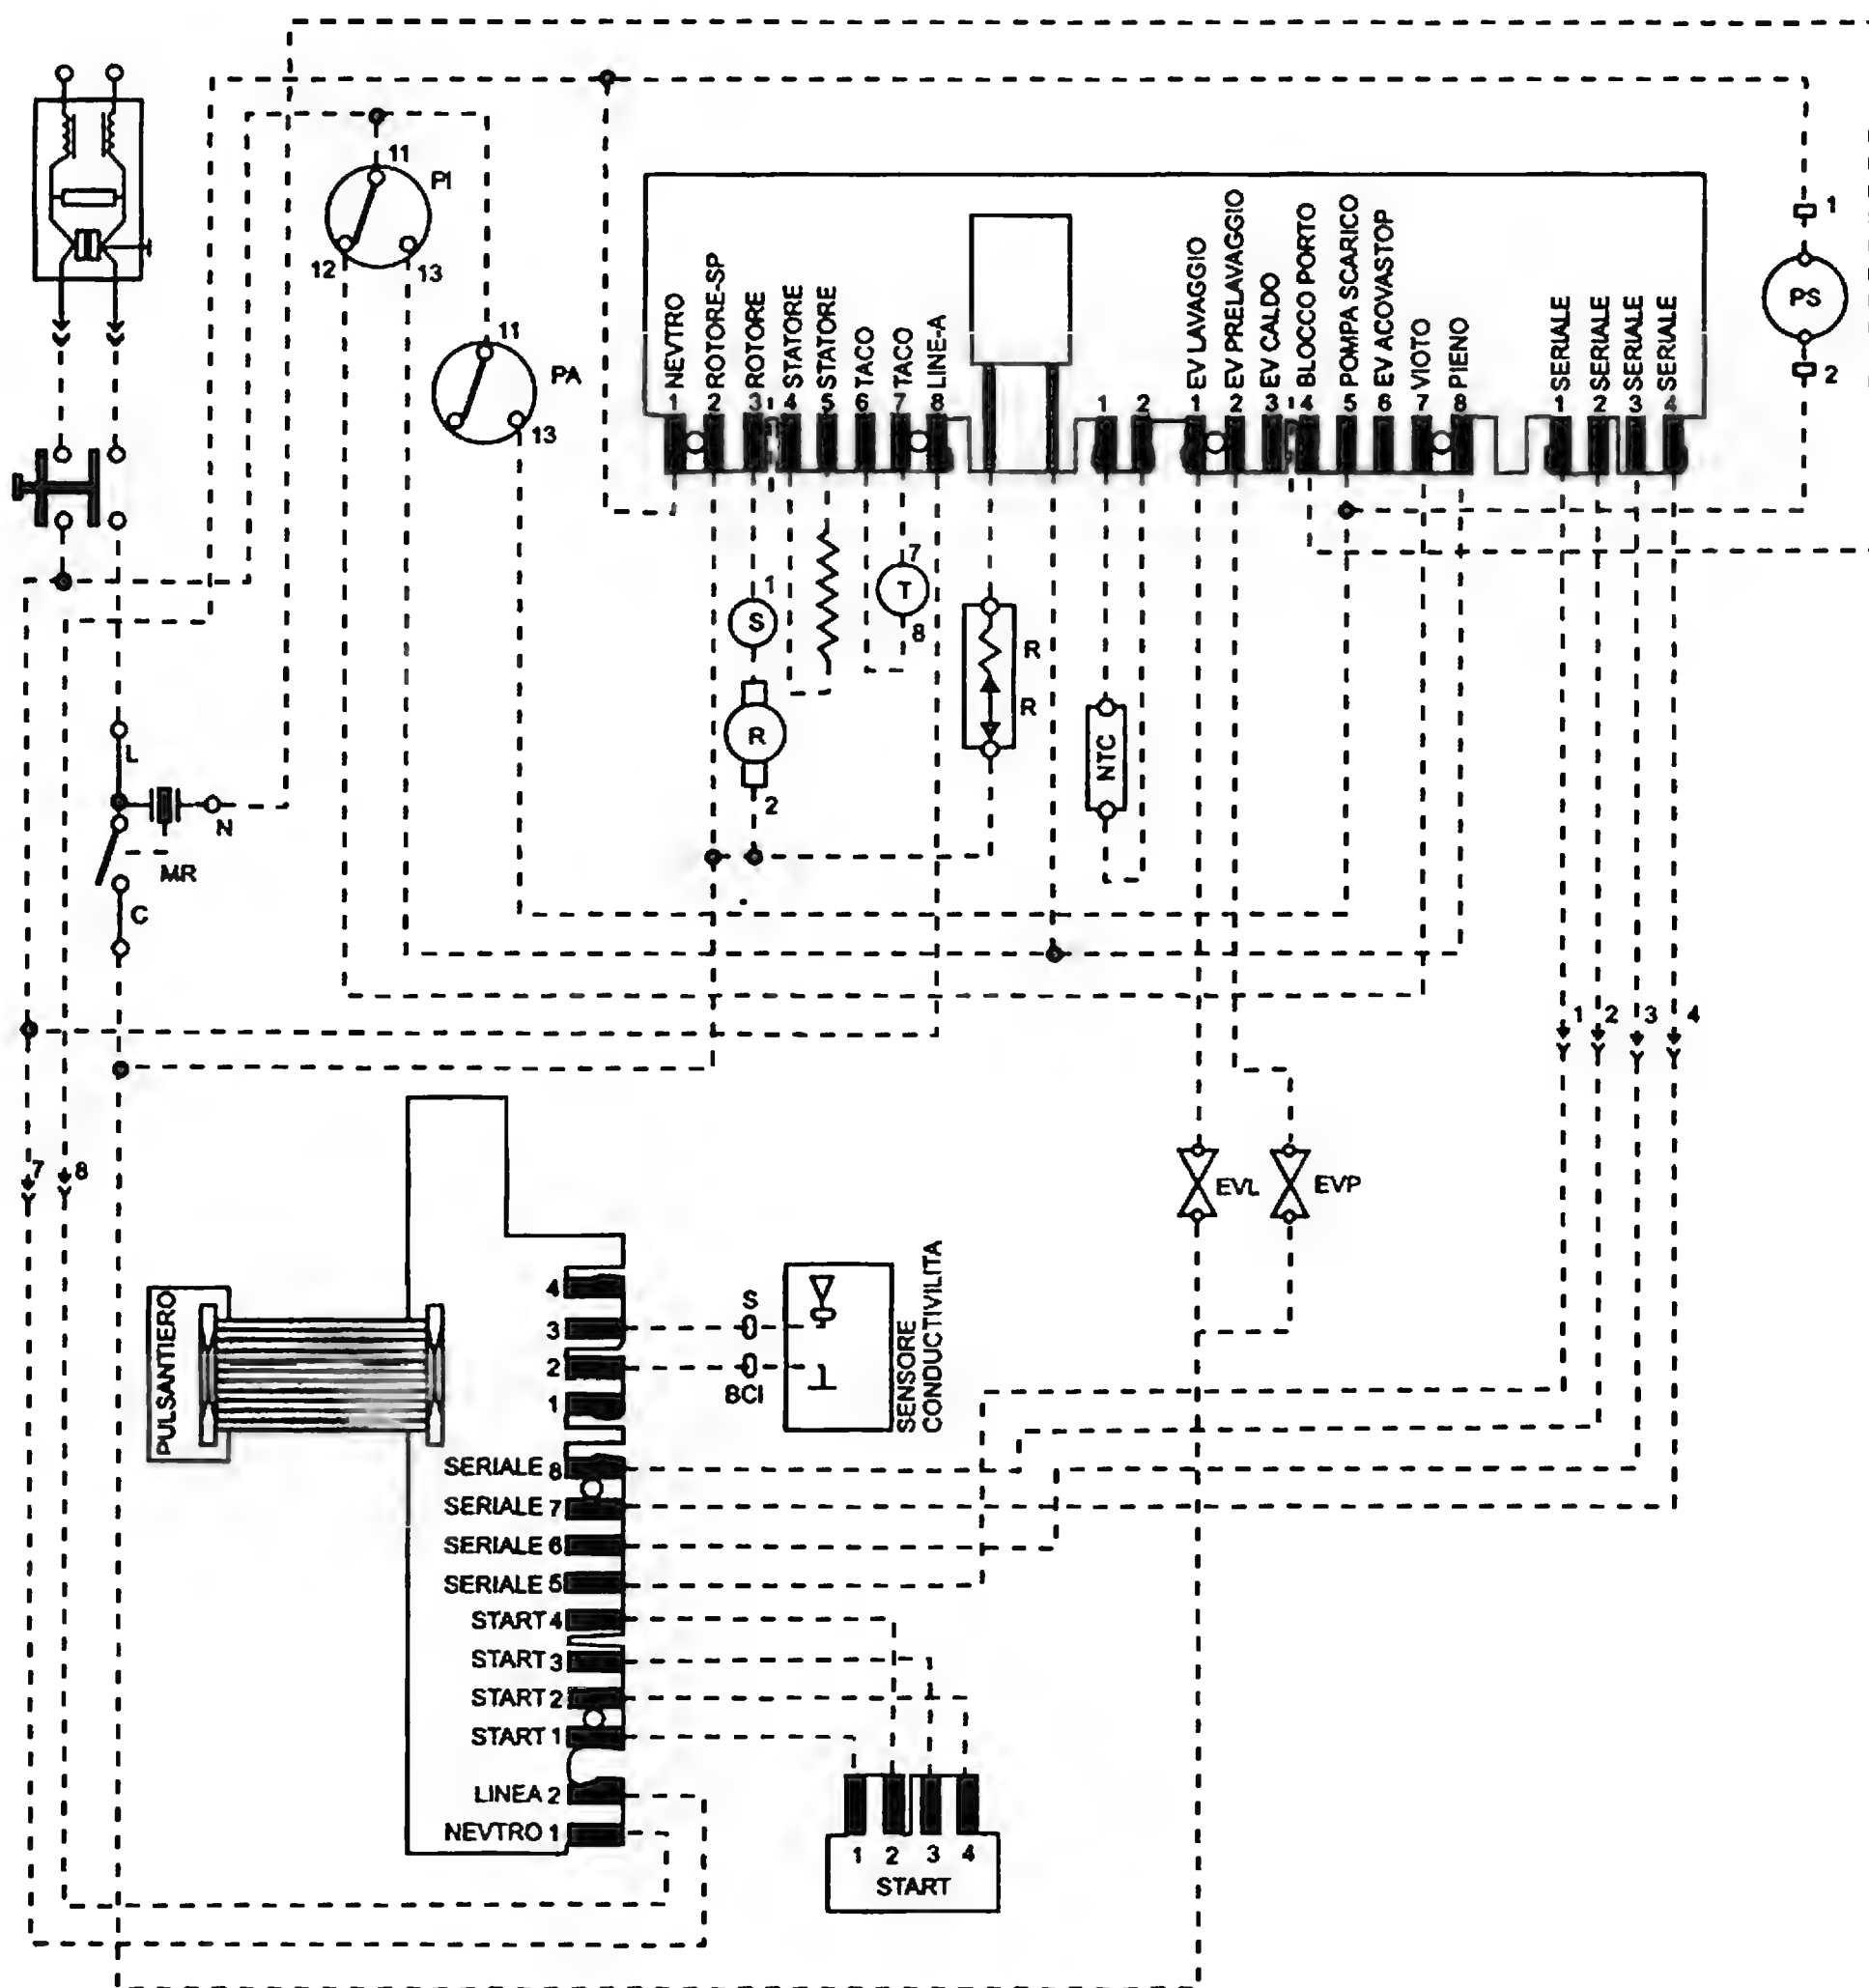 11
PI
12
13
11
PA
13
NEVTRO
ROTORE-SP
ROTORE
STATORE
STATORE
TACO
TACO
LINEA-A
1 2 3 4 5 6 7 8
1 2
EV LAVAGGIO
EV PRELAVAGGIO
EV CALDO
BLOCCO PORTO
POMPA SCARICO
EV ACOVASTOP
VIOTO
PIENO
1 2 3 4 5 6 7 8
SERIALE
SERIALE
SERIALE
SERIALE
1 2 3 4
1
PS
2
1
S
R
2
7
T
8
R
R
NTC
L
N
MR
C
1 2 3 4
7 8
EVL
EVP
PULSANTIERO
4
3
2
1
S
BCI
SENSORE
CONDUCTIVILITA
SERIALE 8
SERIALE 7
SERIALE 6
SERIALE 5
START 4
START 3
START 2
START 1
LINEA 2
NEVTRO 1
1 2 3 4
START